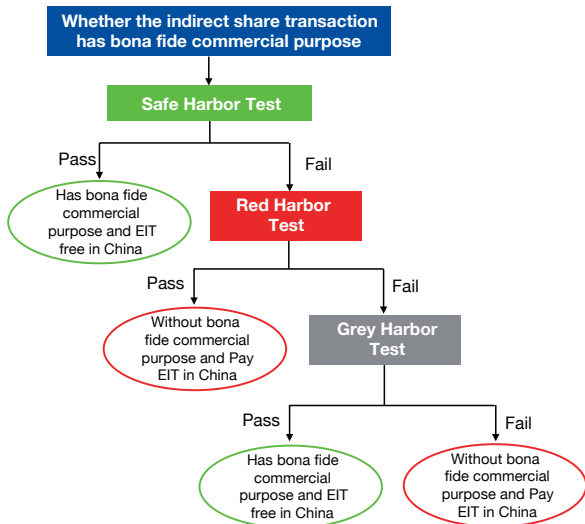 Whether the indirect share transaction
has bona fide commercial purpose
Safe Harbor Test
Pass
Fail
Has bona fide
commercial
purpose and EIT
free in China
Red Harbor
Test
Pass
Fail
Without bona
fide commercial
purpose and Pay
EIT in China
Grey Harbor
Test
Pass
Fail
Has bona fide
commercial
purpose and EIT
free in China
Without bona
fide commercial
purpose and Pay
EIT in China